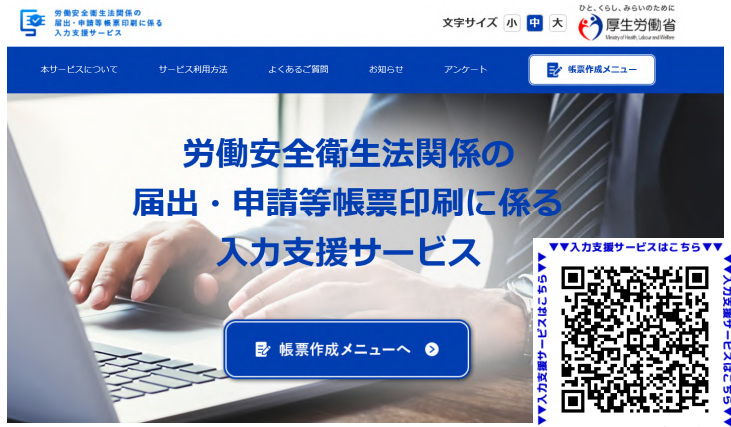 労働安全衛生法関係の
届出・申請等帳票印刷に係る
入力支援サービス
文字サイズ 小 中 大
ひと、くらし、みらいのために
厚生労働省
Ministry of Health, Labour and Welfare
本サービスについて サービス利用方法 よくあるご質問 お知らせ アンケート 帳票作成メニュー
労働安全衛生法関係の
届出・申請等帳票印刷に係る
入力支援サービス
帳票作成メニューへ
▼▼入力支援サービスはこちら▼▼
▼▼入力支援サービスはこちら▼▼
▼▼入力支援サービスはこちら▼▼